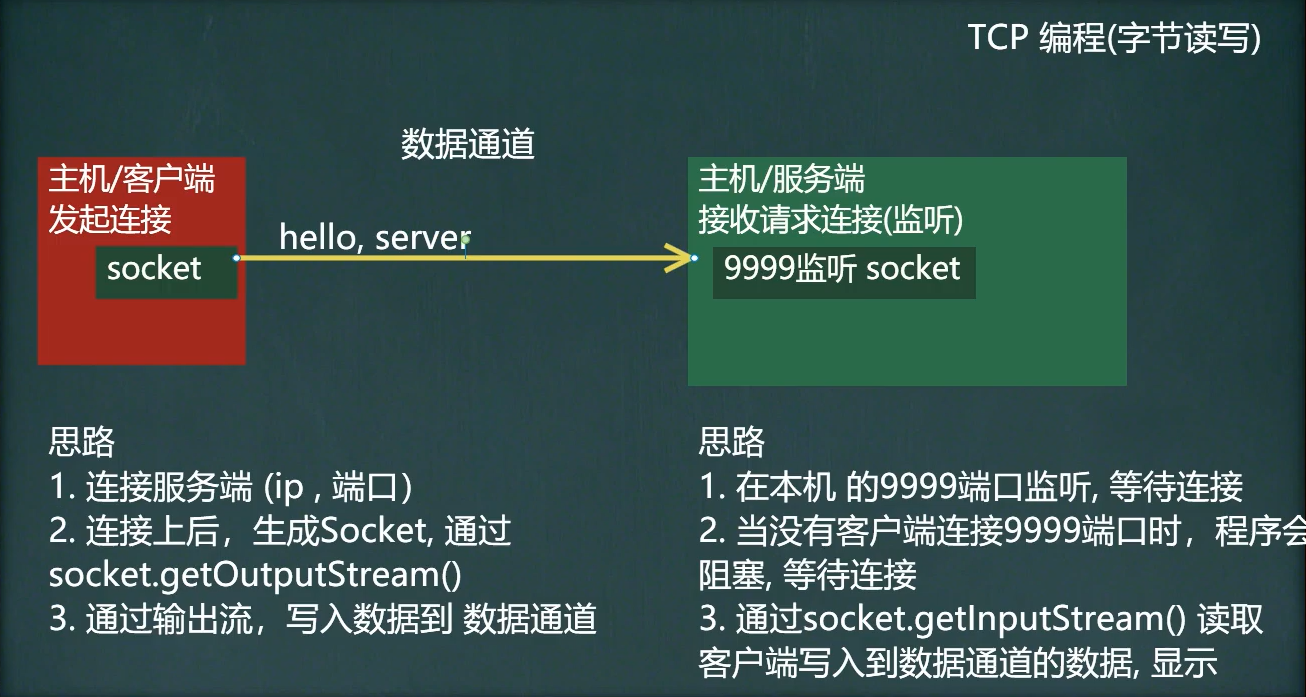 TCP 编程(字节读写)
数据通道
主机/客户端
发起连接
socket
hello, server
主机/服务端
接收请求连接(监听)
9999监听 socket
思路
1. 连接服务端 (ip , 端口）
2. 连接上后，生成Socket, 通过
socket.getOutputStream()
3. 通过输出流，写入数据到 数据通道
思路
1. 在本机 的9999端口监听, 等待连接
2. 当没有客户端连接9999端口时，程序会
阻塞, 等待连接
3. 通过socket.getInputStream() 读取
客户端写入到数据通道的数据, 显示